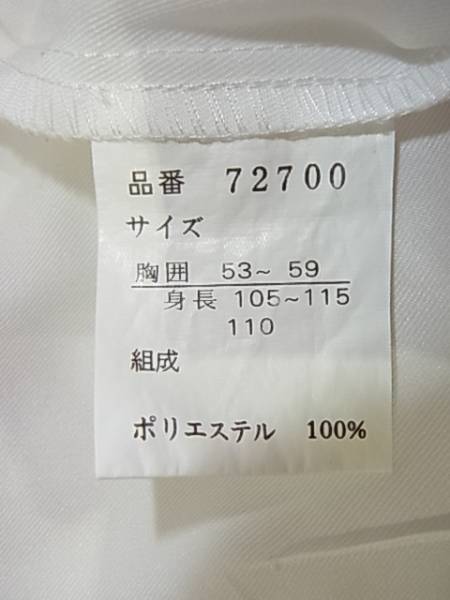 品番 72700
サイズ
胸囲 53~ 59
身長 105~115
110
組成
ポリエステル 100%